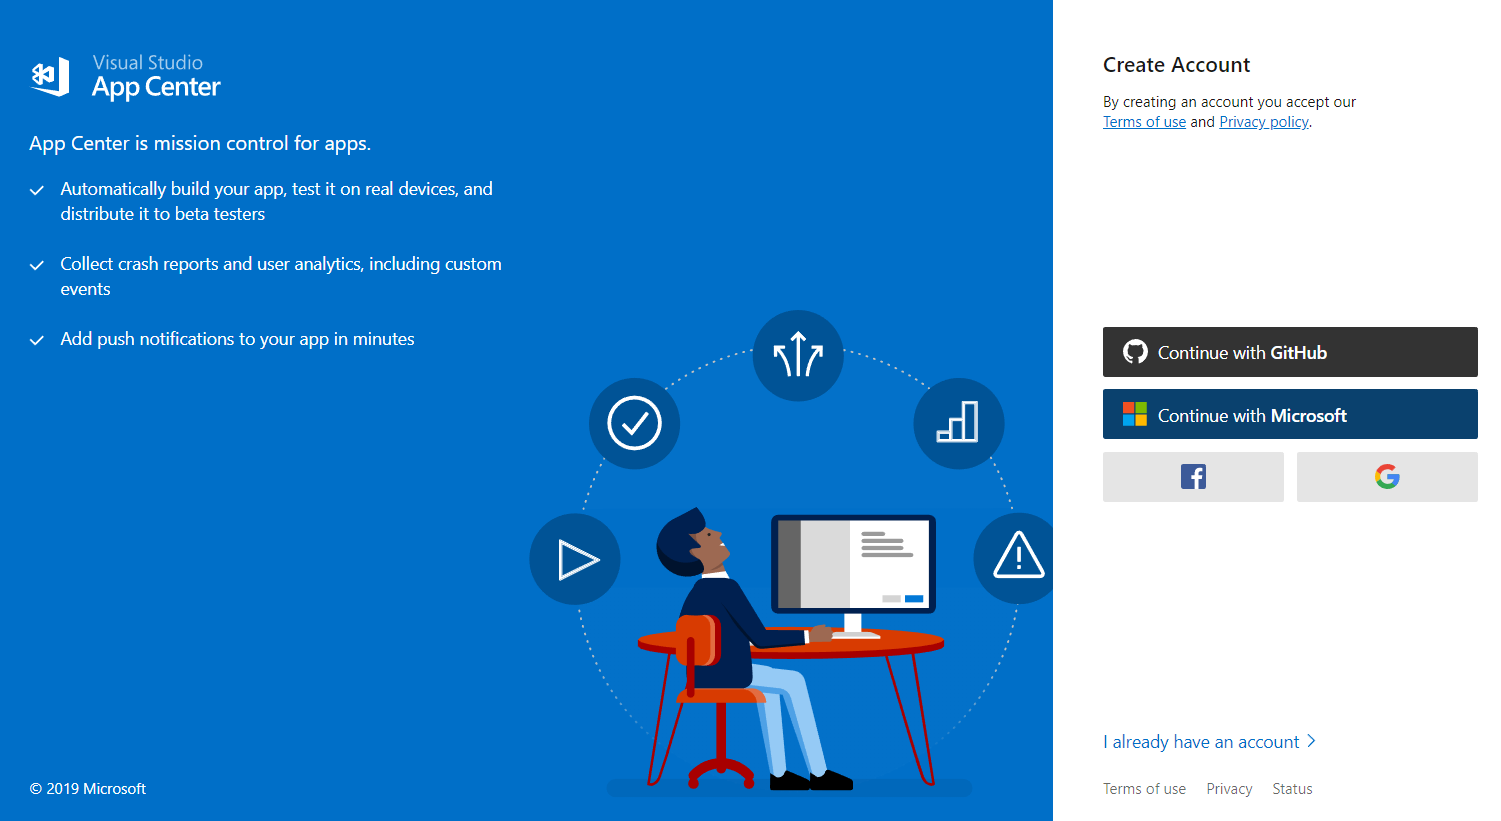 Visual Studio
App Center
App Center is mission control for apps.
Automatically build your app, test it on real devices, and
distribute it to beta testers
Collect crash reports and user analytics, including custom
events
Add push notifications to your app in minutes
© 2019 Microsoft
Create Account
By creating an account you accept our
Terms of use and Privacy policy.
Continue with GitHub
Continue with Microsoft
I already have an account
Terms of use Privacy Status